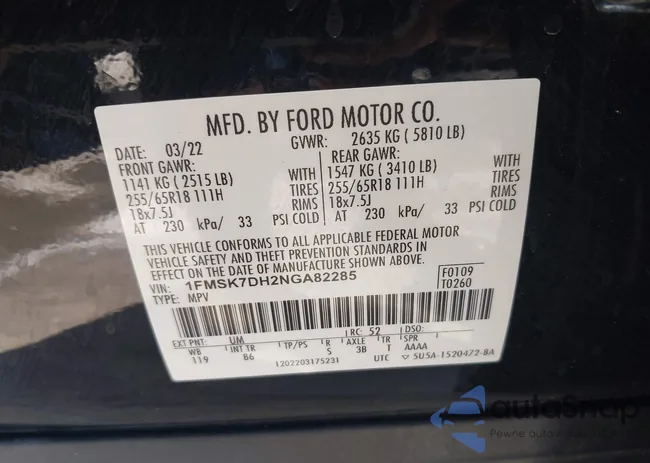 MFD. BY FORD MOTOR CO.
DATE: 03/22 GVWR: 2635 KG ( 5810 LB)
FRONT GAWR: REAR GAWR:
1141 KG ( 2515 LB) WITH 1547 KG ( 3410 LB) WITH
255/65R18 111H TIRES 255/65R18 111H TIRES
18x7.5J RIMS 18x7.5J RIMS
AT 230 kPa/ 33 PSI COLD AT 230 kPa/ 33 PSI COLD
THIS VEHICLE CONFORMS TO ALL APPLICABLE FEDERAL MOTOR
VEHICLE SAFETY AND THEFT PREVENTION STANDARDS IN
EFFECT ON THE DATE OF MANUFACTURE SHOWN ABOVE.
VIN: 1FMSK7DH2NGA82285 F0109
TYPE: MPV T0260
EXT PNT: UM RC: 52
WB INT TR TP/PS R AXLE TR
119 B6 S 3B T AAAA
1202203175231 UTC 5U5A-1520472-BA
autoSnap